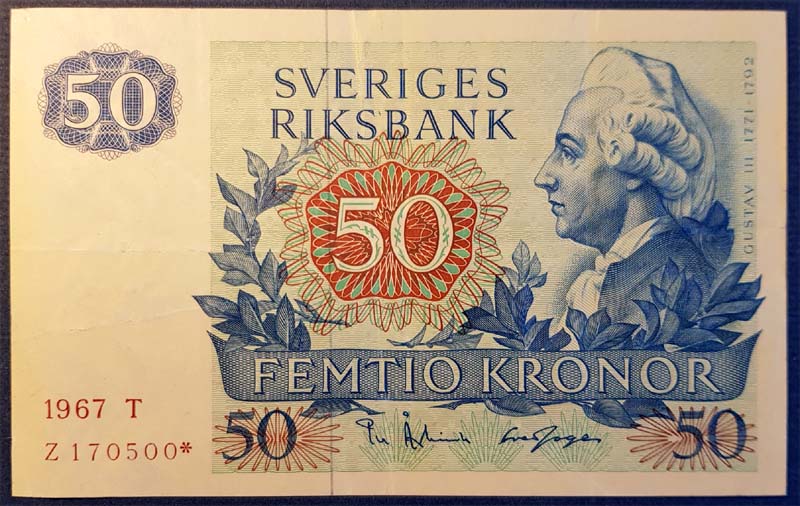 50
SVERIGES
RIKSBANK
50
GUSTAV III 1771-1792
FEMTIO KRONOR
1967 T
Z 170500*
50
50